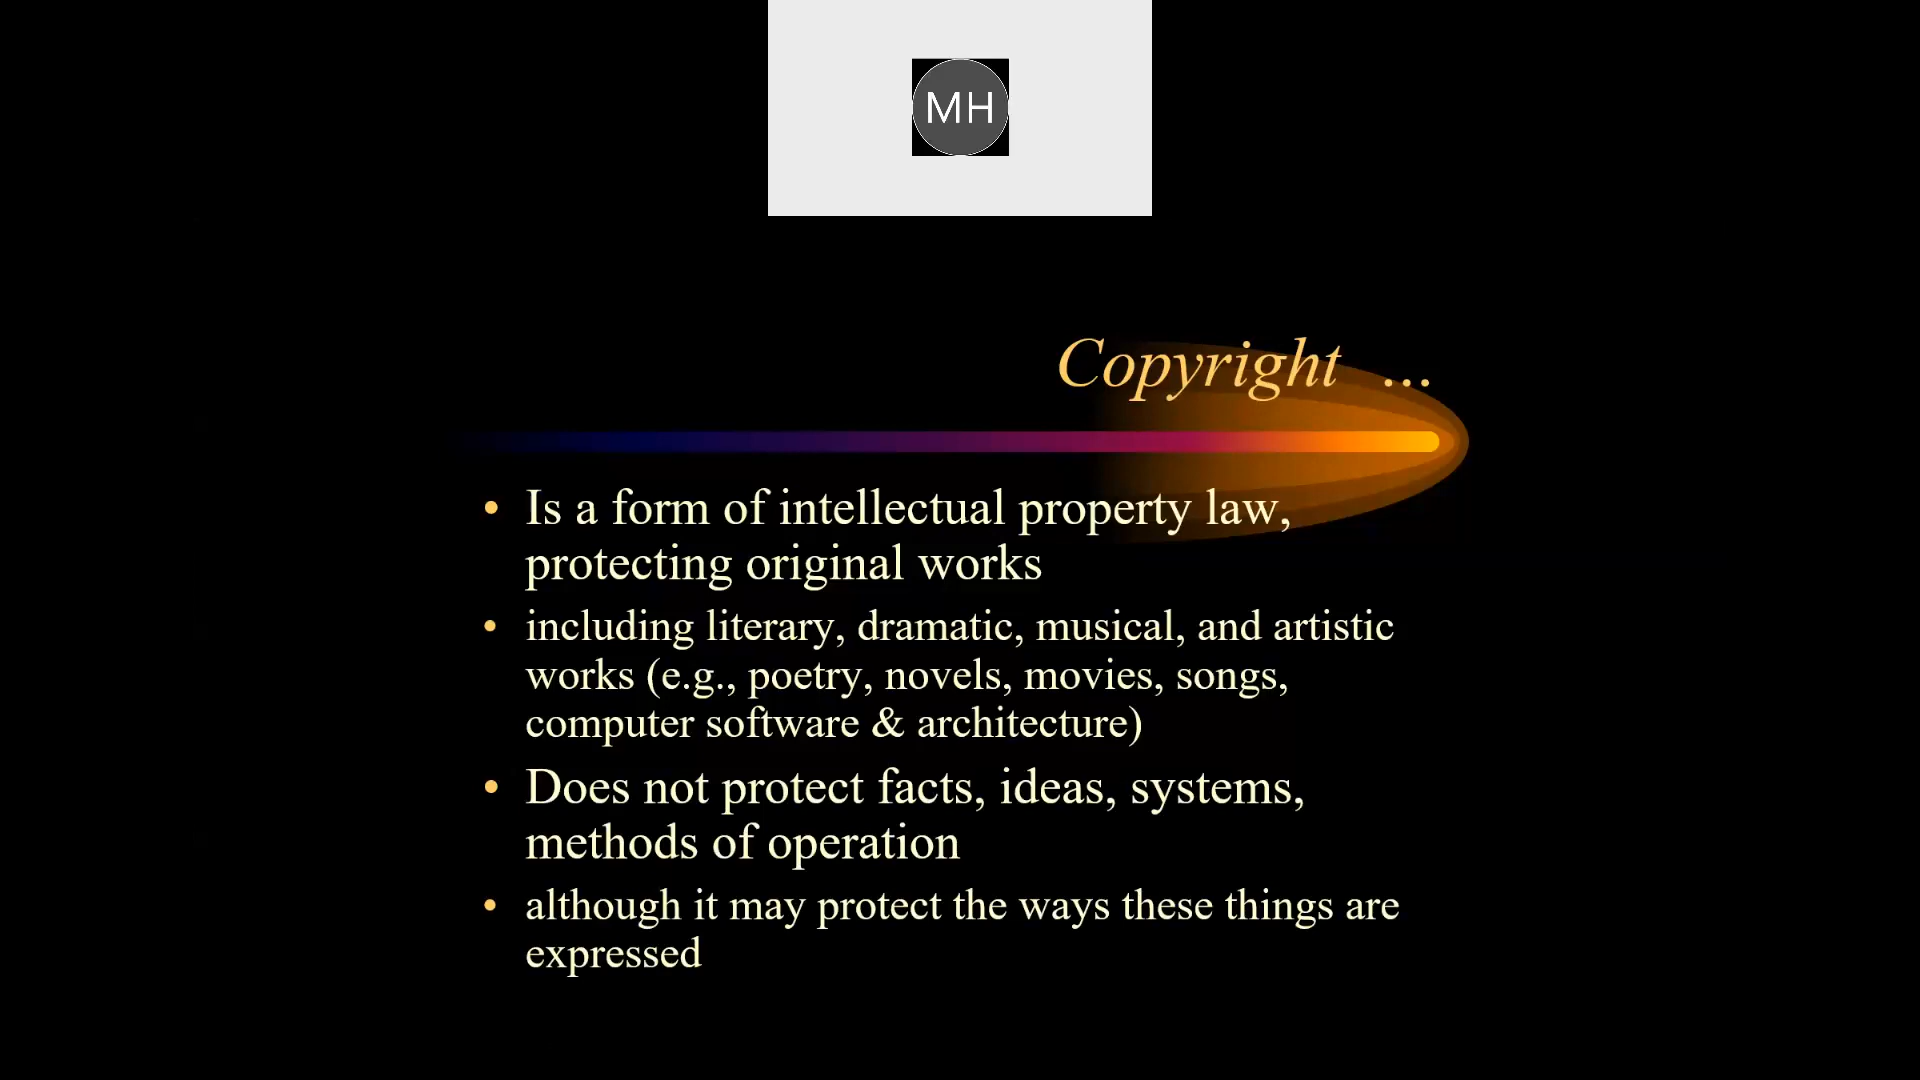 MH
Copyright ...
• Is a form of intellectual property law,
protecting original works
• including literary, dramatic, musical, and artistic
works (e.g., poetry, novels, movies, songs,
computer software & architecture)
• Does not protect facts, ideas, systems,
methods of operation
• although it may protect the ways these things are
expressed